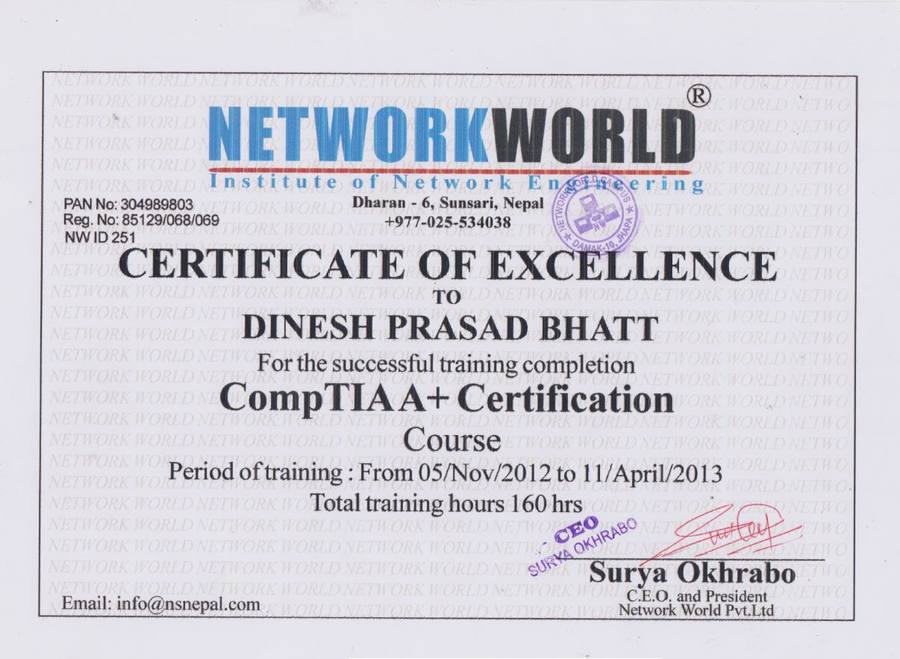 NETWORKWORLD®
Institute of Network Engineering
Dharan - 6, Sunsari, Nepal
+977-025-534038
PAN No: 304989803
Reg. No: 85129/068/069
NW ID 251
CERTIFICATE OF EXCELLENCE
TO
DINESH PRASAD BHATT
For the successful training completion
CompTIAA+ Certification
Course
Period of training : From 05/Nov/2012 to 11/April/2013
Total training hours 160 hrs
CEO
SURYA OKHRABO
Surya Okhrabo
C.E.O. and President
Network World Pvt.Ltd
Email: info@nsnepal.com